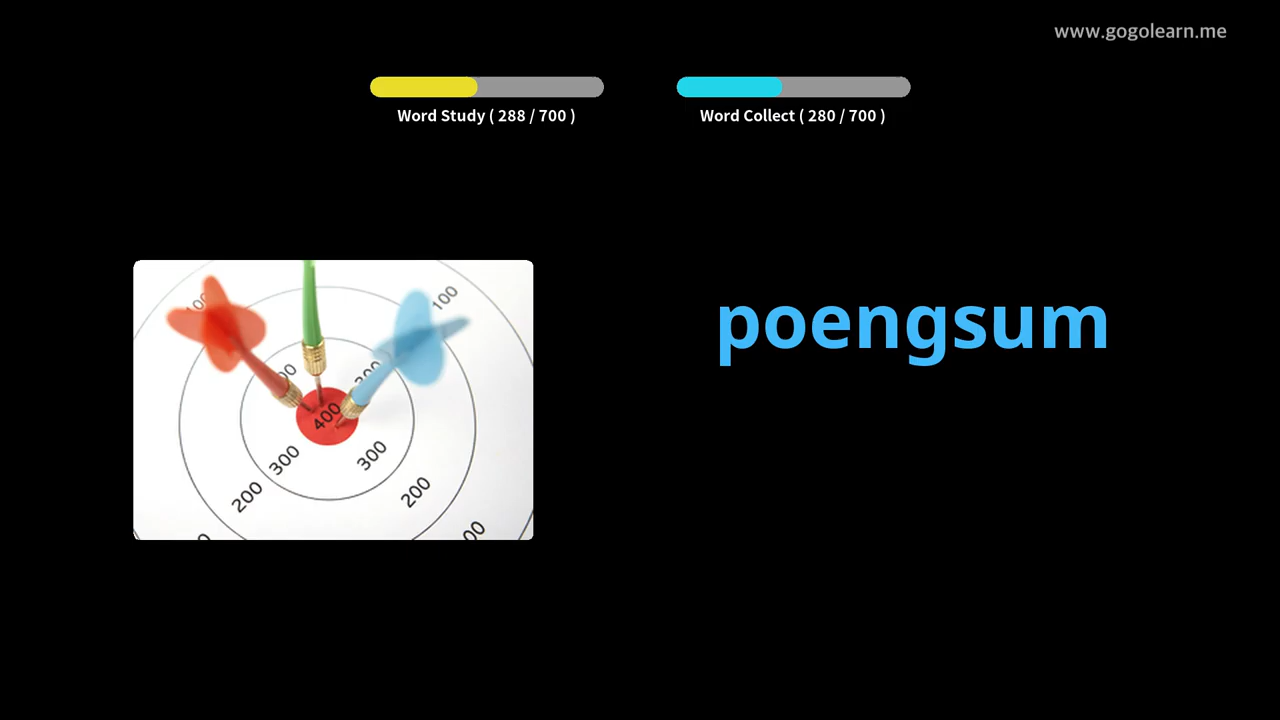 www.gogolearn.me
Word Study ( 288 / 700 )
Word Collect ( 280 / 700 )
poengsum
100
100
400
300
300
200
200